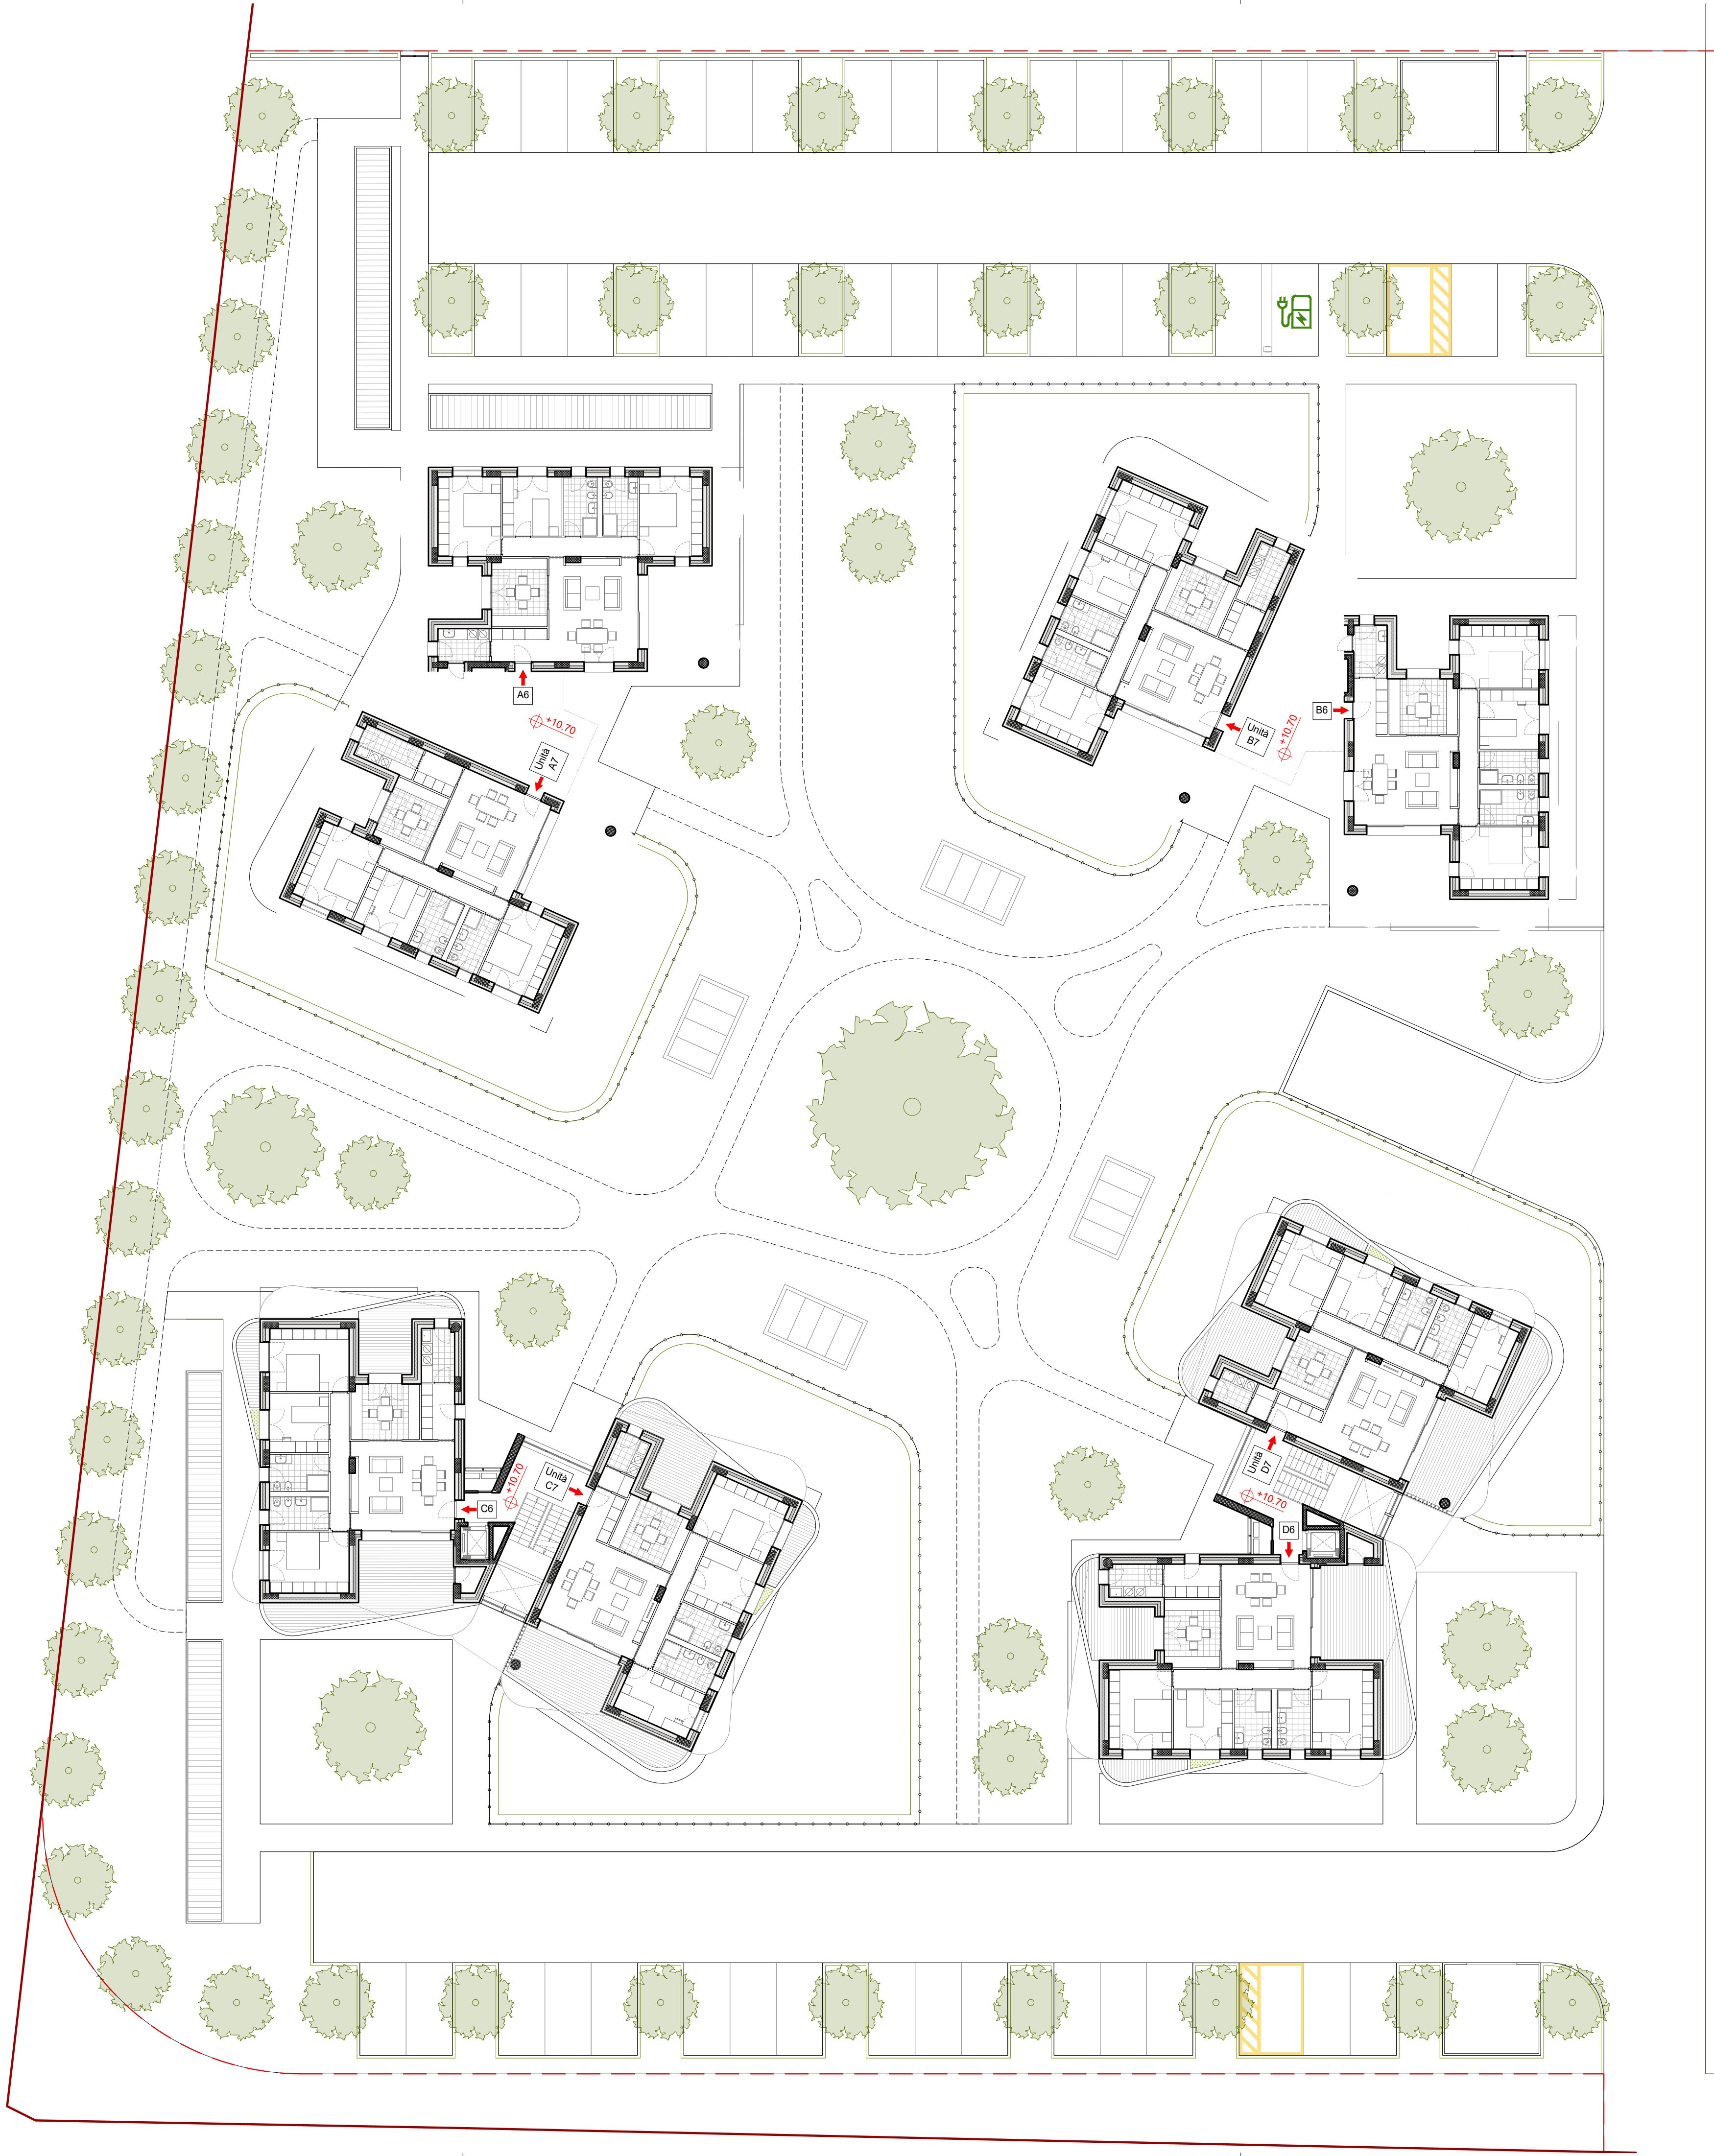 A6
+10.70
Unità
A7
B6
Unità
B7
+10.70
C6
+10.70
Unità
C7
Unità
D7
+10.70
D6